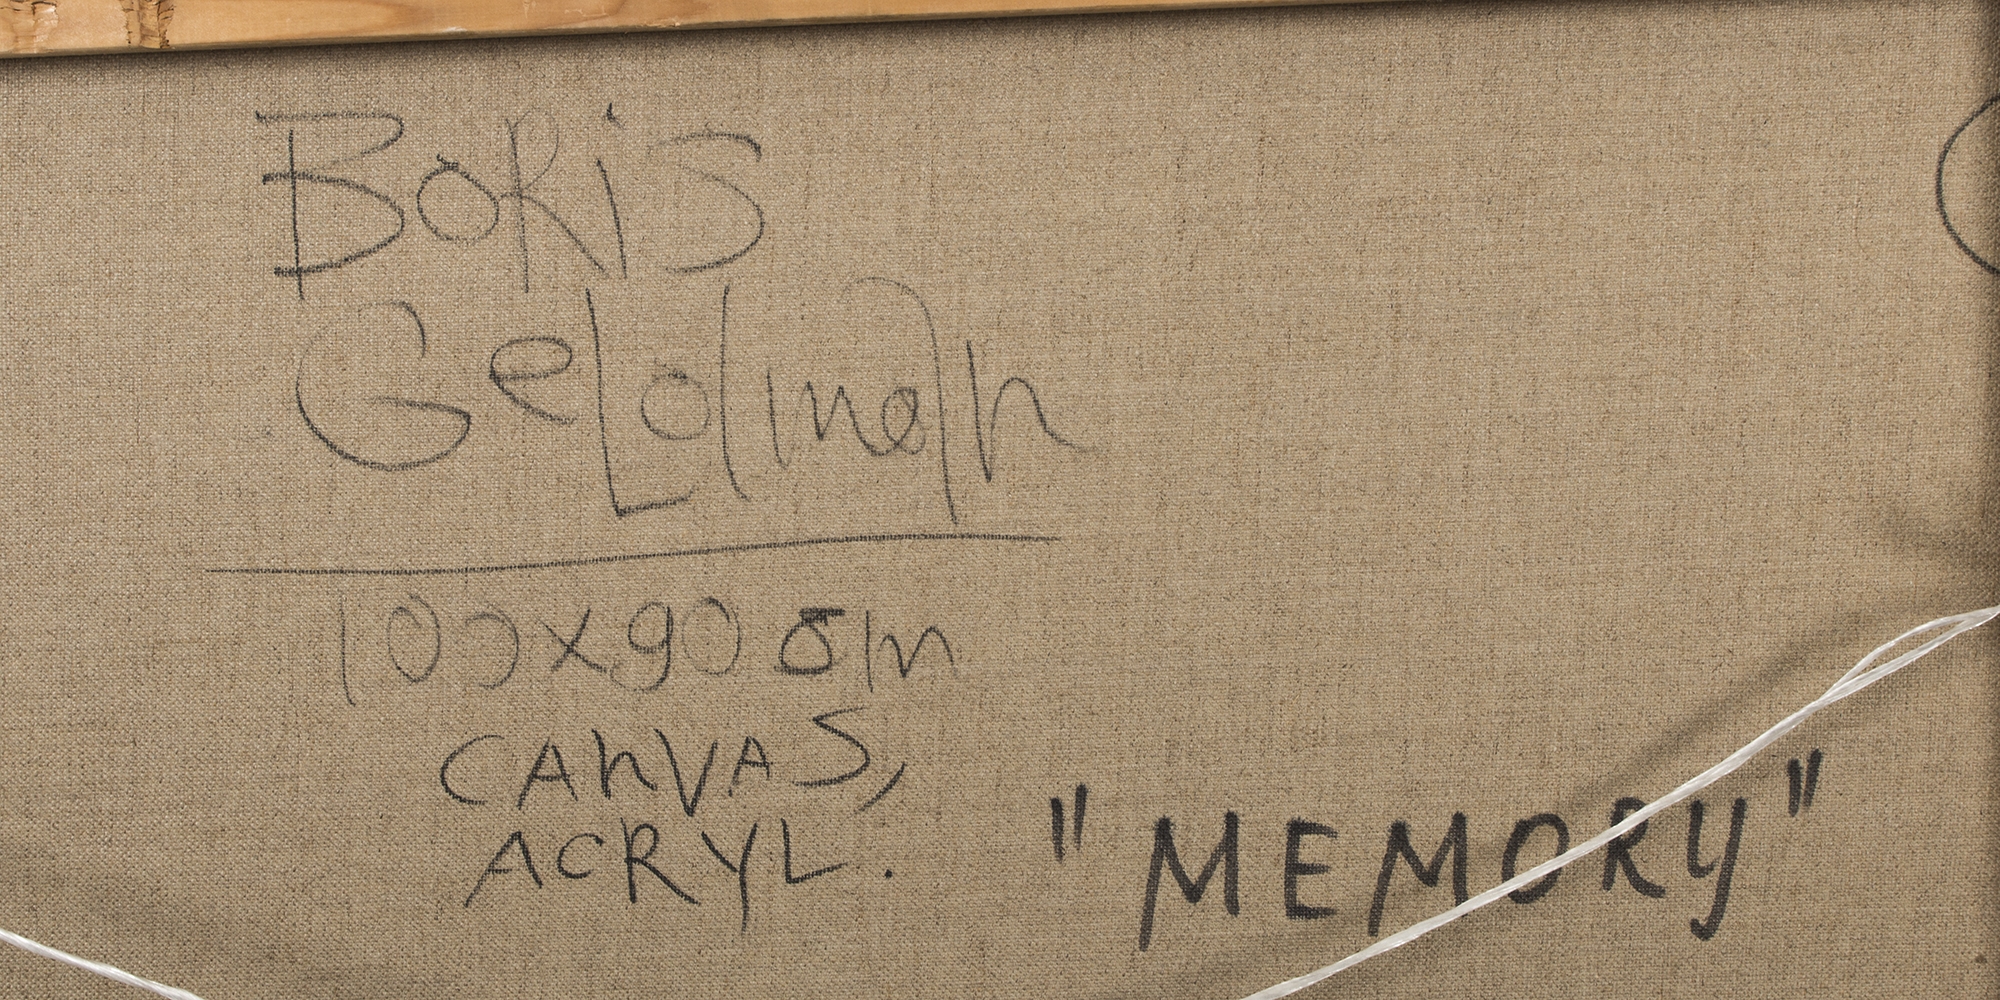 BoRiS
GeLdman
100x90 cm
CAnVAS,
ACRYL.
"MEMORY"